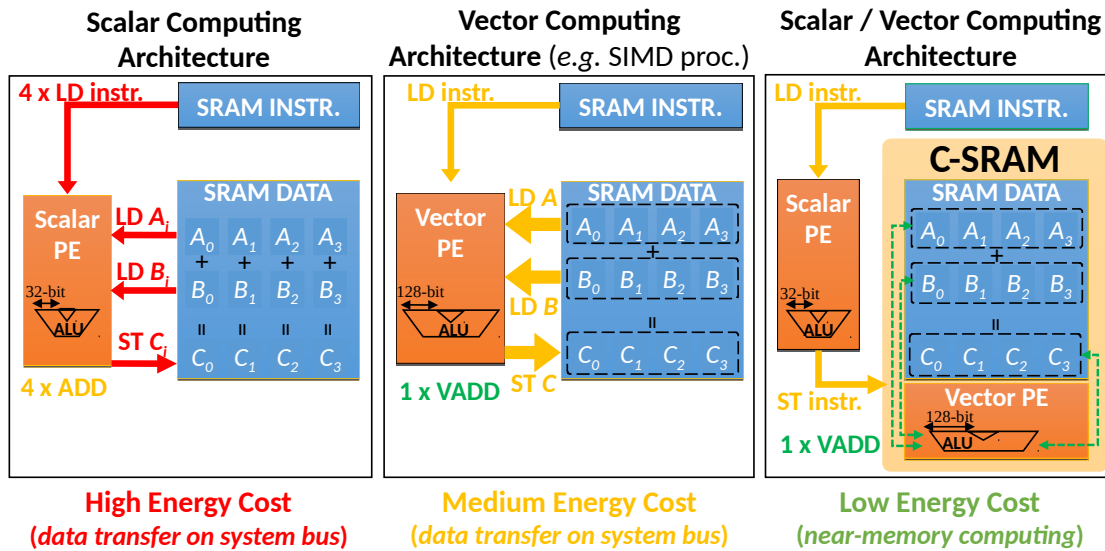 Scalar Computing
Architecture
4 x LD instr.
SRAM INSTR.
SRAM DATA
Scalar
PE
LD Ai
A0 A1 A2 A3
+ + + +
LD Bi
B0 B1 B2 B3
32-bit
ALU
= = = =
ST Ci
C0 C1 C2 C3
4 x ADD
High Energy Cost
(data transfer on system bus)
Vector Computing
Architecture (e.g. SIMD proc.)
LD instr.
SRAM INSTR.
SRAM DATA
Vector
PE
LD A
A0 A1 A2 A3
+
B0 B1 B2 B3
LD B
128-bit
ALU
=
C0 C1 C2 C3
ST C
1 x VADD
Medium Energy Cost
(data transfer on system bus)
Scalar / Vector Computing
Architecture
LD instr.
SRAM INSTR.
C-SRAM
SRAM DATA
Scalar
PE
A0 A1 A2 A3
+
B0 B1 B2 B3
32-bit
ALU
=
C0 C1 C2 C3
ST instr.
Vector PE
128-bit
ALU
1 x VADD
Low Energy Cost
(near-memory computing)